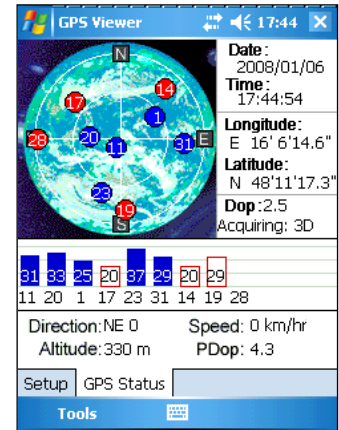 GPS Viewer 17:44
N
14
17
1
28
20
11
31
E
23
19
S
Date:
2008/01/06
Time:
17:44:54
Longitude:
E 16' 6'14.6"
Latitude:
N 48'11'17.3"
Dop:2.5
Acquiring: 3D
31 33 25 20 37 29 20 29
11 20 1 17 23 31 14 19 28
Direction: NE 0 Speed: 0 km/hr
Altitude: 330 m PDop: 4.3
Setup GPS Status
Tools